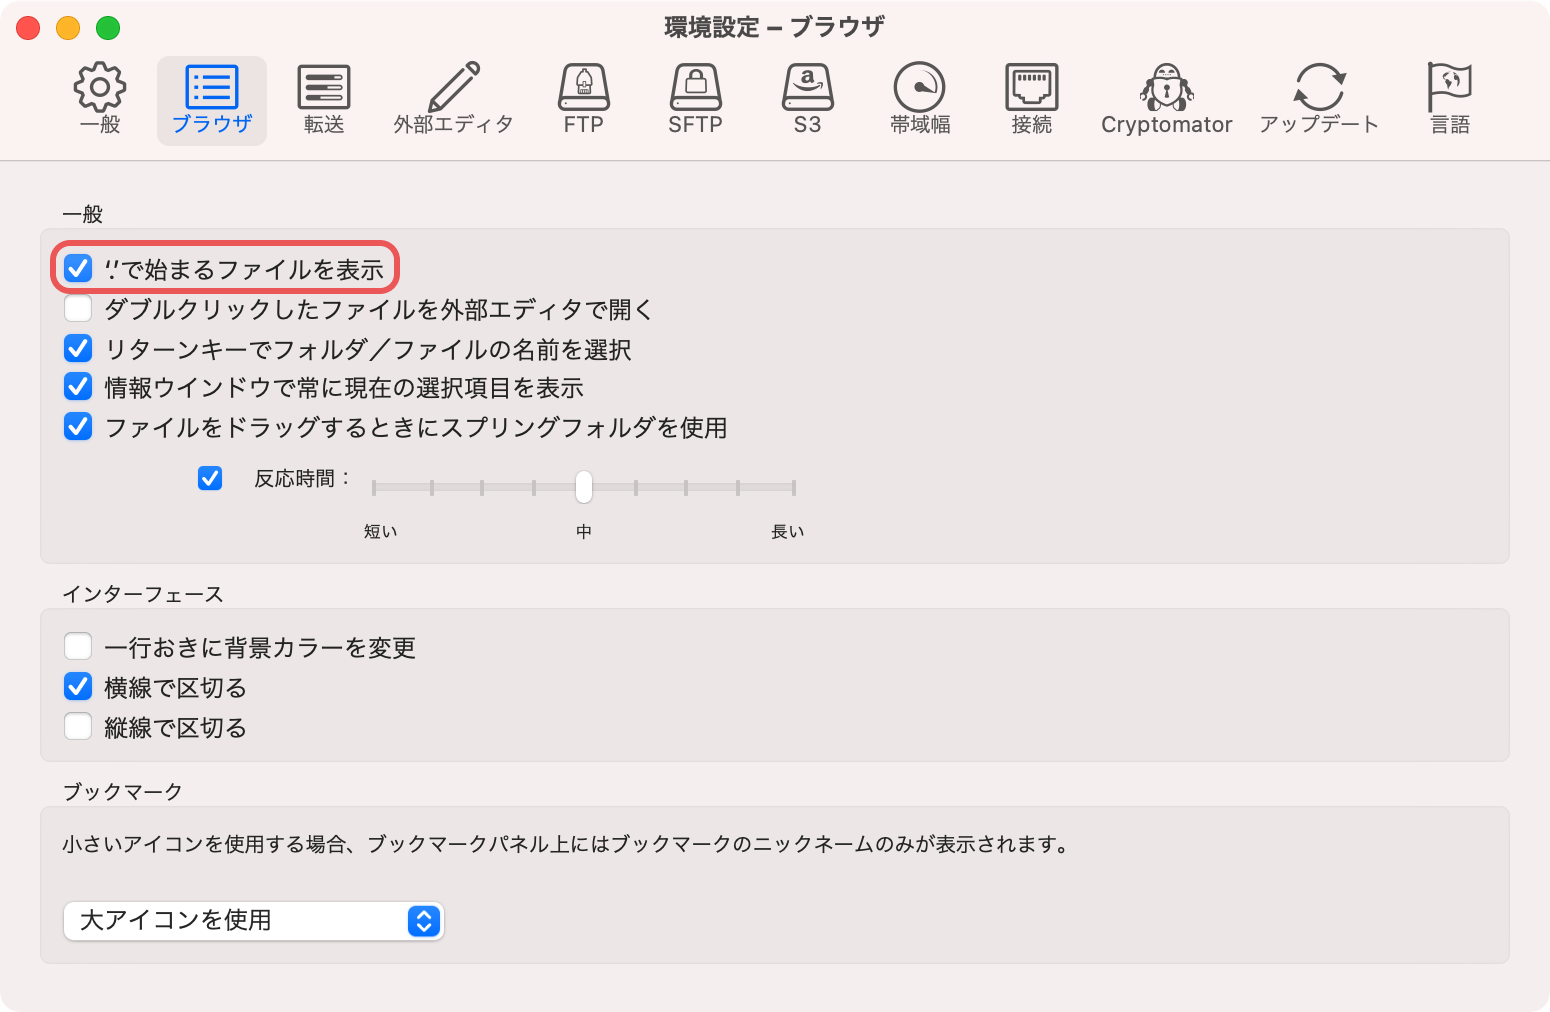 環境設定 – ブラウザ
一般
ブラウザ
転送
外部エディタ
FTP
SFTP
S3
帯域幅
接続
Cryptomator
アップデート
言語
一般
‘.’で始まるファイルを表示
ダブルクリックしたファイルを外部エディタで開く
リターンキーでフォルダ／ファイルの名前を選択
情報ウインドウで常に現在の選択項目を表示
ファイルをドラッグするときにスプリングフォルダを使用
反応時間：
短い
中
長い
インターフェース
一行おきに背景カラーを変更
横線で区切る
縦線で区切る
ブックマーク
小さいアイコンを使用する場合、ブックマークパネル上にはブックマークのニックネームのみが表示されます。
大アイコンを使用